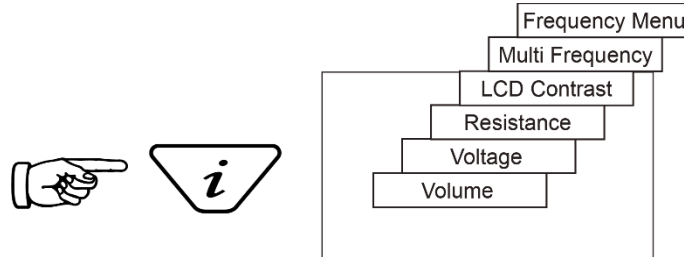 Frequency Menu
Multi Frequency
LCD Contrast
Resistance
i
Voltage
Volume